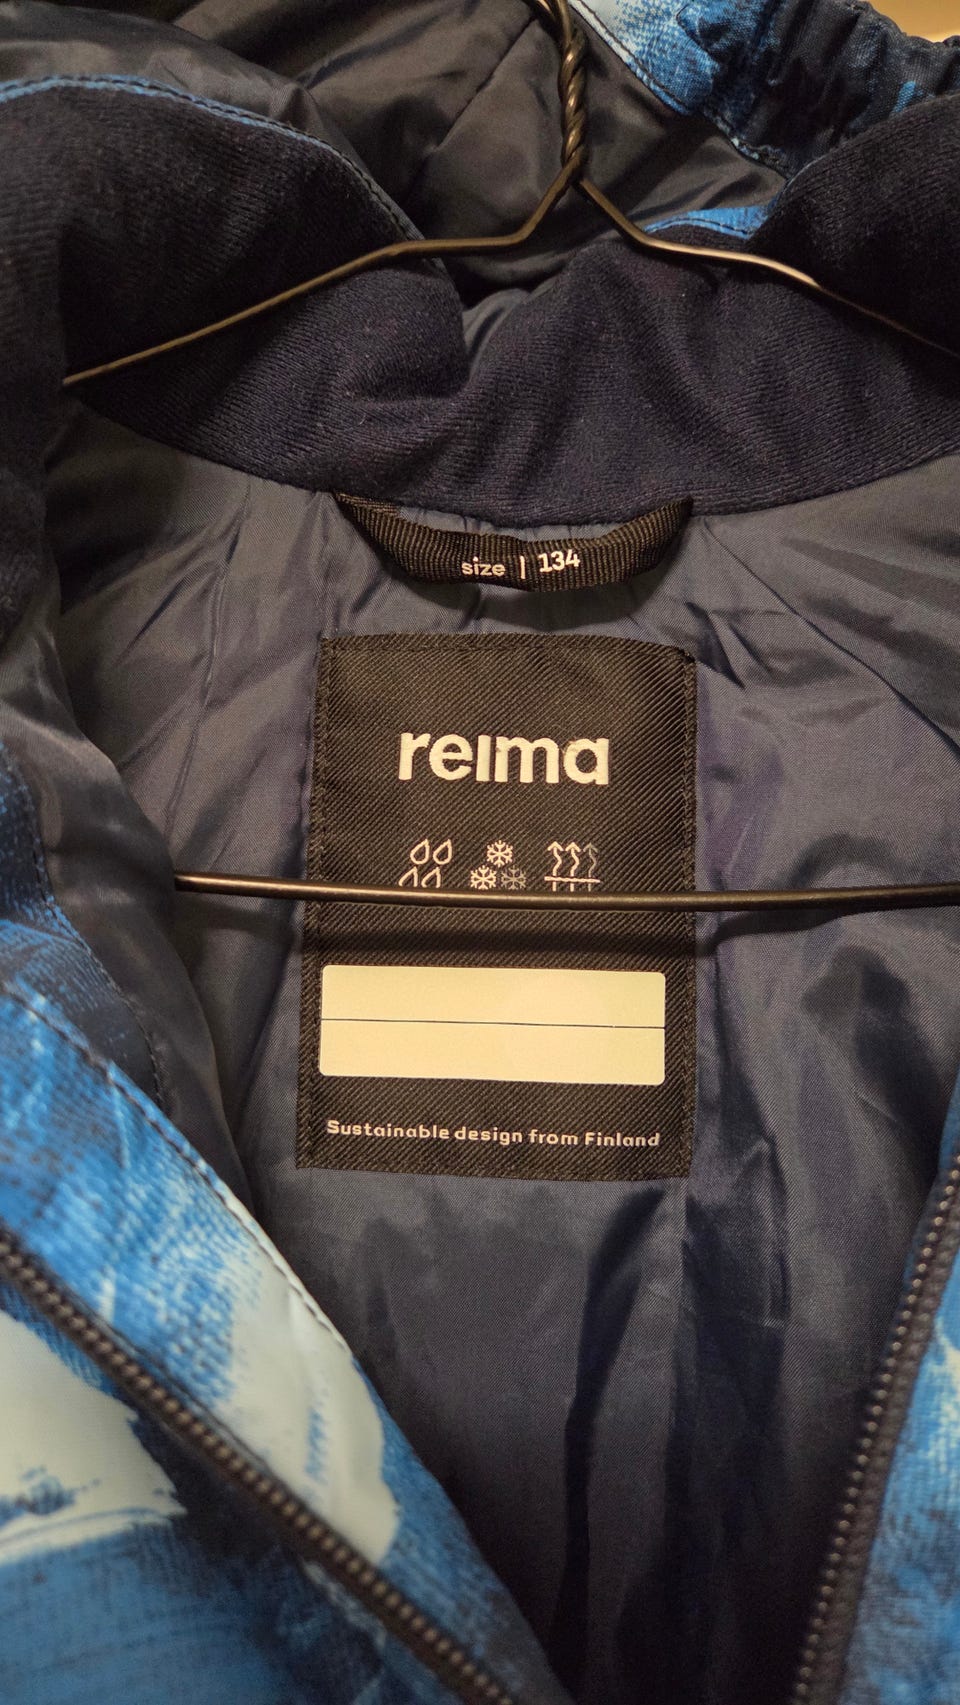 size | 134
reima
Sustainable design from Finland